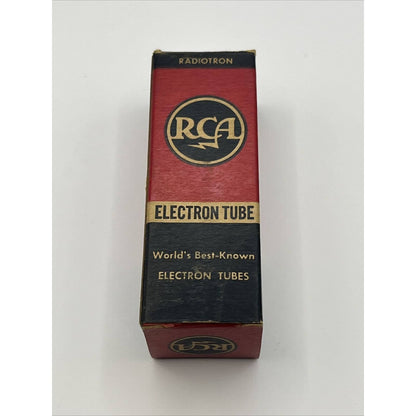 RADIOTRON
RCA
ELECTRON TUBE
World's Best-Known
ELECTRON TUBES
RCA